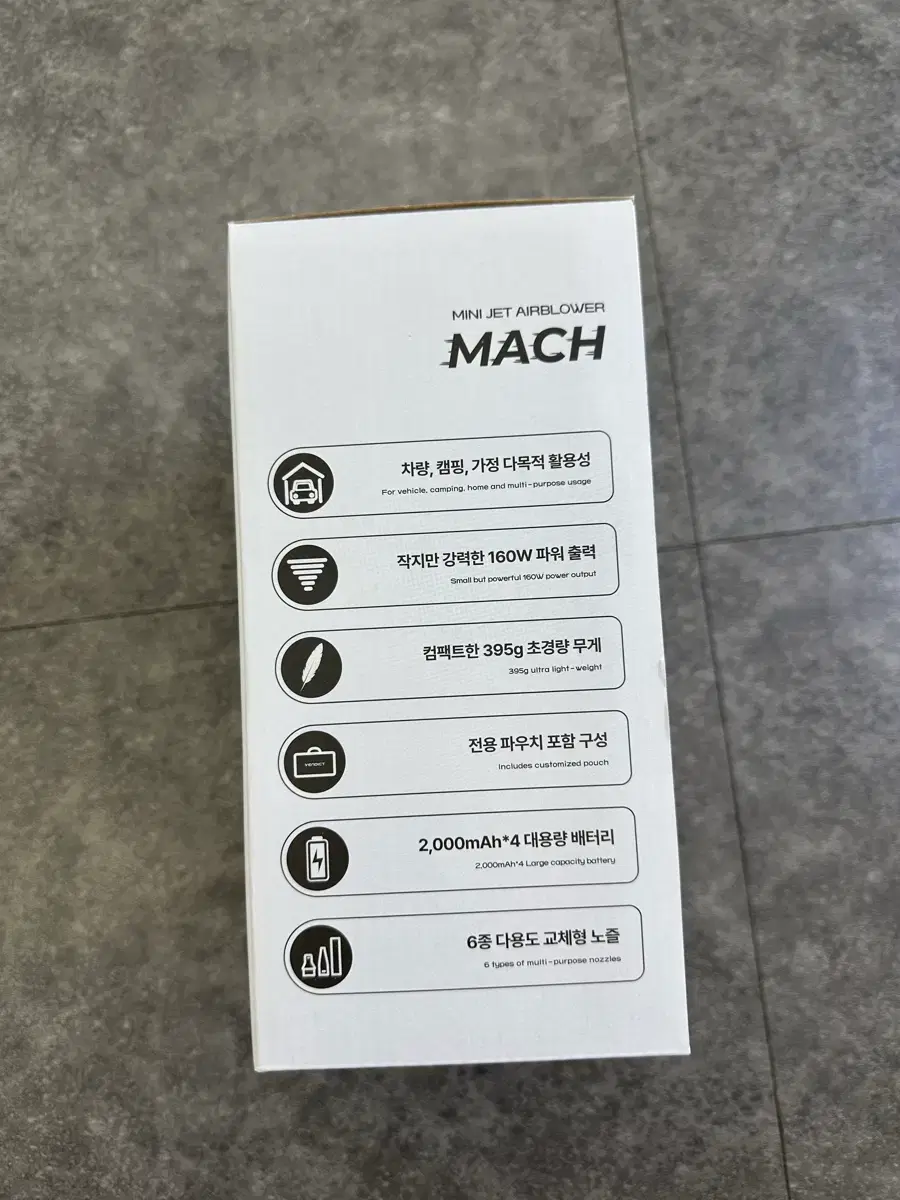 MINI JET AIRBLOWER
MACH
차량, 캠핑, 가정 다목적 활용성
For vehicle, camping, home and multi-purpose usage
작지만 강력한 160W 파워 출력
Small but powerful 160W power output
컴팩트한 395g 초경량 무게
395g ultra light-weight
전용 파우치 포함 구성
Includes customized pouch
2,000mAh*4 대용량 배터리
2,000mAh*4 Large capacity battery
6종 다용도 교체형 노즐
6 types of multi-purpose nozzles